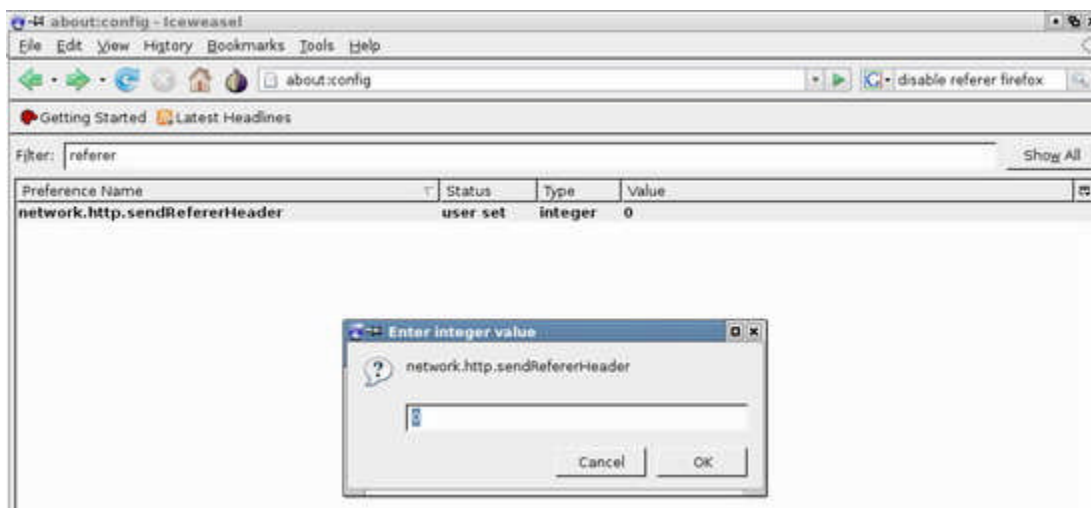 about:config - Iceweasel
File Edit View History Bookmarks Tools Help
about:config disable referer firefox
Getting Started Latest Headlines
Filter: referer Show All
Preference Name Status Type Value
network.http.sendRefererHeader user set integer 0
Enter integer value
network.http.sendRefererHeader
0
Cancel OK